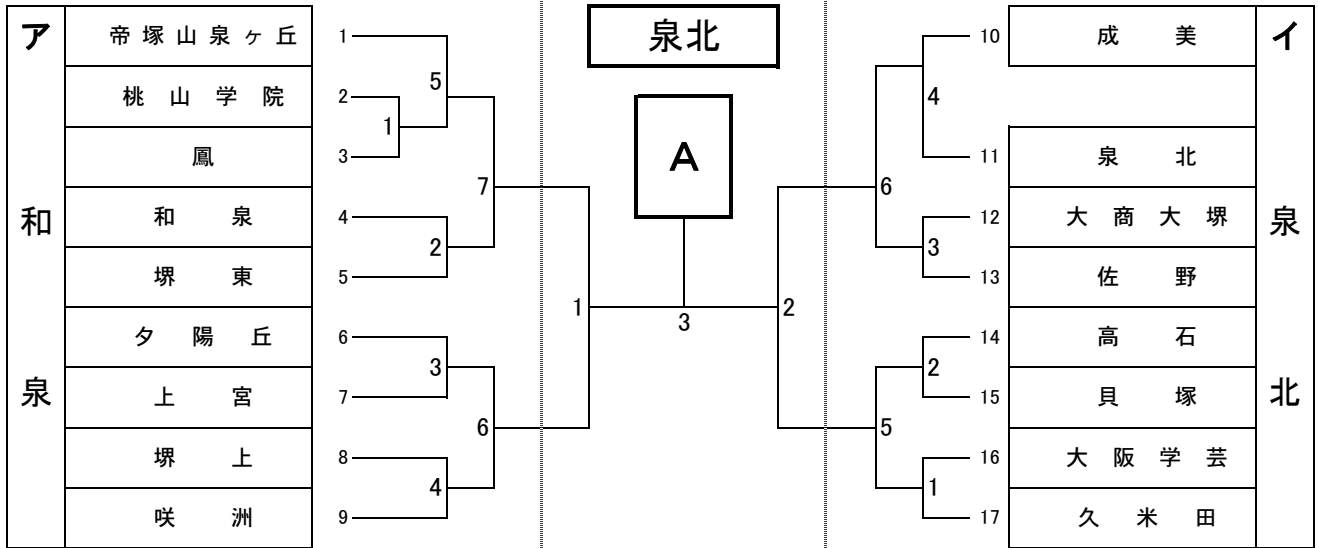 ア 帝塚山泉ヶ丘 1 泉北 10 成美 イ
桃山学院 2 5 4
1 A
鳳 3 11 泉北
7 6
和 和泉 4 12 大商大堺 泉
2 3
堺東 5 13 佐野
1 3 2
夕陽丘 6 14 高石
3 2
泉 上宮 7 15 貝塚 北
6 5
堺上 8 16 大阪学芸
4 1
咲洲 9 17 久米田